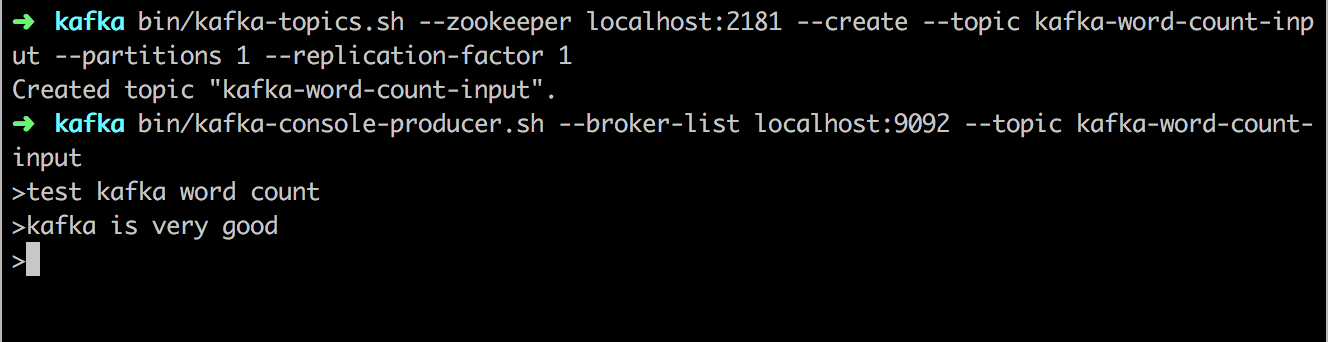 ➜ kafka bin/kafka-topics.sh --zookeeper localhost:2181 --create --topic kafka-word-count-inp
ut --partitions 1 --replication-factor 1
Created topic "kafka-word-count-input".
➜ kafka bin/kafka-console-producer.sh --broker-list localhost:9092 --topic kafka-word-count-
input
>test kafka word count
>kafka is very good
>